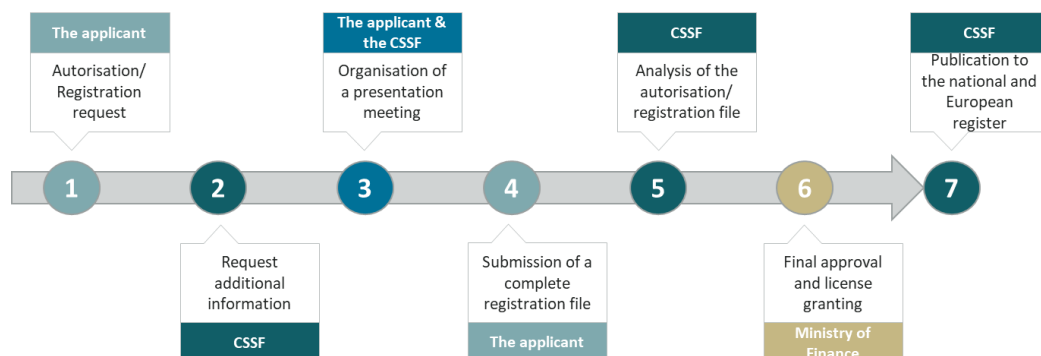 The applicant
Autorisation/
Registration
request
The applicant &
the CSSF
Organisation of
a presentation
meeting
CSSF
Analysis of the
autorisation/
registration file
CSSF
Publication to
the national and
European
register
1
2
3
4
5
6
7
Request
additional
information
CSSF
Submission of a
complete
registration file
The applicant
Final approval
and license
granting
Ministry of
Finance